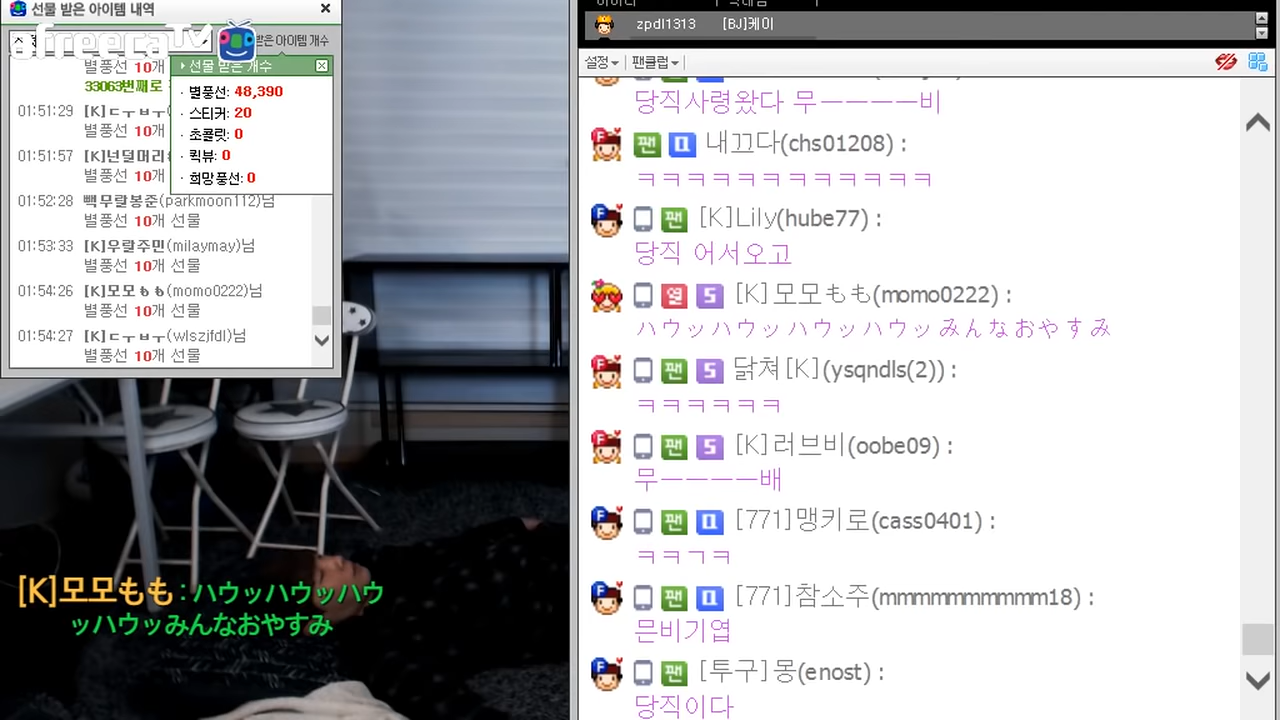 선물 받은 아이템 내역
afreecaTV
받은 아이템 개수
별풍선 10개
33063번째로
선물 받은 개수
· 별풍선: 48,390
· 스티커: 20
· 초콜릿: 0
· 퀵뷰: 0
· 희망풍선: 0
01:51:29 [K]ㄷㅜㅂㅜ(
별풍선 10개
01:51:57 [K]넌덜머리
별풍선 10개
01:52:28 빽무랄봉준(parkmoon112)님
별풍선 10개 선물
01:53:33 [K]우랄주민(milaymay)님
별풍선 10개 선물
01:54:26 [K]모모もも(momo0222)님
별풍선 10개 선물
01:54:27 [K]ㄷㅜㅂㅜ(wlszjfdl)님
별풍선 10개 선물
[K]모모もも : ハウッハウッハウ
ッハウッみんなおやすみ
zpdl1313 [BJ]케이
설정 팬클럽
당직사령왔다 무ㅡㅡㅡㅡ비
팬 내끄다(chs01208) :
ㅋㅋㅋㅋㅋㅋㅋㅋㅋㅋㅋㅋ
팬 [K]Lily(hube77) :
당직 어서오고
열 S [K]모모もも(momo0222) :
ハウッハウッハウッハウッみんなおやすみ
팬 S 닭쳐[K](ysqndls(2)) :
ㅋㅋㅋㅋㅋㅋ
팬 S [K]러브비(oobe09) :
무ㅡㅡㅡㅡ배
팬 [771]맹키로(cass0401) :
ㅋㅋㄱㅋ
팬 [771]참소주(mmmmmmmmmm18) :
믄비기엽
팬 [투구]몽(enost) :
당직이다